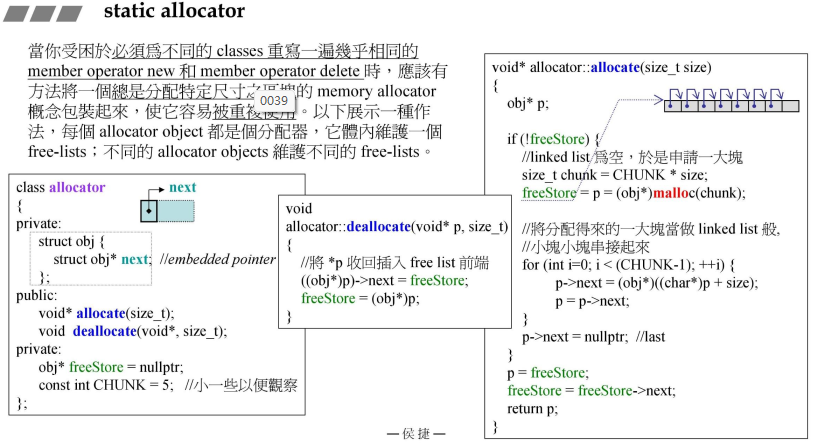 static allocator
當你受困於必須為不同的 classes 重寫一遍幾乎相同的
member operator new 和 member operator delete 時，應該有
方法將一個總是分配特定尺寸之區塊的 memory allocator
0039
概念包裝起來，使它容易被重複使用。以下展示一種作
法，每個 allocator object 都是個分配器，它體內維護一個
free-lists；不同的 allocator objects 維護不同的 free-lists。
class allocator
next
{
private:
struct obj {
struct obj* next; //embedded pointer
};
public:
void* allocate(size_t);
void deallocate(void*, size_t);
private:
obj* freeStore = nullptr;
const int CHUNK = 5; //小一些以便觀察
};
void
allocator::deallocate(void* p, size_t)
{
//將 *p 收回插入 free list 前端
((obj*)p)->next = freeStore;
freeStore = (obj*)p;
}
void* allocator::allocate(size_t size)
{
obj* p;
if (!freeStore) {
//linked list 為空，於是申請一大塊
size_t chunk = CHUNK * size;
freeStore = p = (obj*)malloc(chunk);
//將分配得來的一大塊當做 linked list 般,
//小塊小塊串接起來
for (int i=0; i < (CHUNK-1); ++i) {
p->next = (obj*)((char*)p + size);
p = p->next;
}
p->next = nullptr; //last
}
p = freeStore;
freeStore = freeStore->next;
return p;
}
— 侯 捷 —